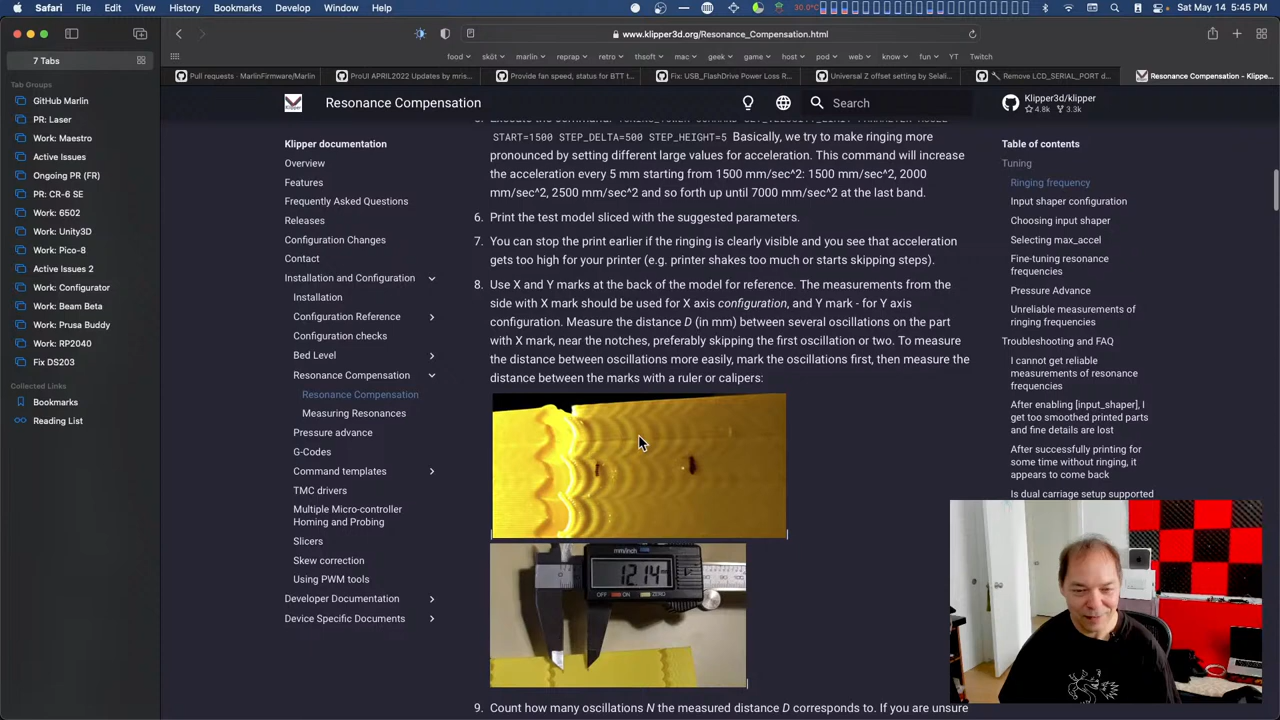 Safari File Edit View History Bookmarks Develop Window Help
30.0°C
Sat May 14 5:45 PM
7 Tabs
www.klipper3d.org/Resonance_Compensation.html
food sköt marlin reprap retro thsoft mac geek game host pod web know fun YT Twitch
Pull requests · MarlinFirmware/Marlin
ProUI APRIL2022 Updates by mris...
Provide fan speed, status for BTT t...
Fix: USB_FlashDrive Power Loss R...
Universal Z offset setting by Selali...
Remove LCD_SERIAL_PORT d...
Resonance Compensation - Klippe...
Tab Groups
GitHub Marlin
PR: Laser
Work: Maestro
Active Issues
Ongoing PR (FR)
PR: CR-6 SE
Work: 6502
Work: Unity3D
Work: Pico-8
Active Issues 2
Work: Configurator
Work: Beam Beta
Work: Prusa Buddy
Work: RP2040
Fix DS203
Collected Links
Bookmarks
Reading List
Resonance Compensation
Search
Klipper3d/klipper
4.8k 3.3k
Klipper documentation
Overview
Features
Frequently Asked Questions
Releases
Configuration Changes
Contact
Installation and Configuration
Installation
Configuration Reference
Configuration checks
Bed Level
Resonance Compensation
Resonance Compensation
Measuring Resonances
Pressure advance
G-Codes
Command templates
TMC drivers
Multiple Micro-controller
Homing and Probing
Slicers
Skew correction
Using PWM tools
Developer Documentation
Device Specific Documents
START=1500 STEP_DELTA=500 STEP_HEIGHT=5 Basically, we try to make ringing more
pronounced by setting different large values for acceleration. This command will increase
the acceleration every 5 mm starting from 1500 mm/sec^2: 1500 mm/sec^2, 2000
mm/sec^2, 2500 mm/sec^2 and so forth up until 7000 mm/sec^2 at the last band.
6. Print the test model sliced with the suggested parameters.
7. You can stop the print earlier if the ringing is clearly visible and you see that acceleration
gets too high for your printer (e.g. printer shakes too much or starts skipping steps).
8. Use X and Y marks at the back of the model for reference. The measurements from the
side with X mark should be used for X axis configuration, and Y mark - for Y axis
configuration. Measure the distance D (in mm) between several oscillations on the part
with X mark, near the notches, preferably skipping the first oscillation or two. To measure
the distance between oscillations more easily, mark the oscillations first, then measure the
distance between the marks with a ruler or calipers:
mm/inch
12.14
OFF ON ZERO
9. Count how many oscillations N the measured distance D corresponds to. If you are unsure
Table of contents
Tuning
Ringing frequency
Input shaper configuration
Choosing input shaper
Selecting max_accel
Fine-tuning resonance
frequencies
Pressure Advance
Unreliable measurements of
ringing frequencies
Troubleshooting and FAQ
I cannot get reliable
measurements of resonance
frequencies
After enabling [input_shaper], I
get too smoothed printed parts
and fine details are lost
After successfully printing for
some time without ringing, it
appears to come back
Is dual carriage setup supported